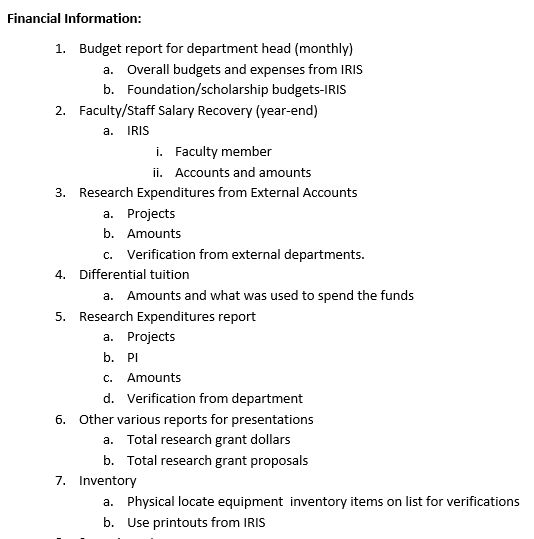 Financial Information:
1. Budget report for department head (monthly)
a. Overall budgets and expenses from IRIS
b. Foundation/scholarship budgets-IRIS
2. Faculty/Staff Salary Recovery (year-end)
a. IRIS
i. Faculty member
ii. Accounts and amounts
3. Research Expenditures from External Accounts
a. Projects
b. Amounts
c. Verification from external departments.
4. Differential tuition
a. Amounts and what was used to spend the funds
5. Research Expenditures report
a. Projects
b. PI
c. Amounts
d. Verification from department
6. Other various reports for presentations
a. Total research grant dollars
b. Total research grant proposals
7. Inventory
a. Physical locate equipment inventory items on list for verifications
b. Use printouts from IRIS